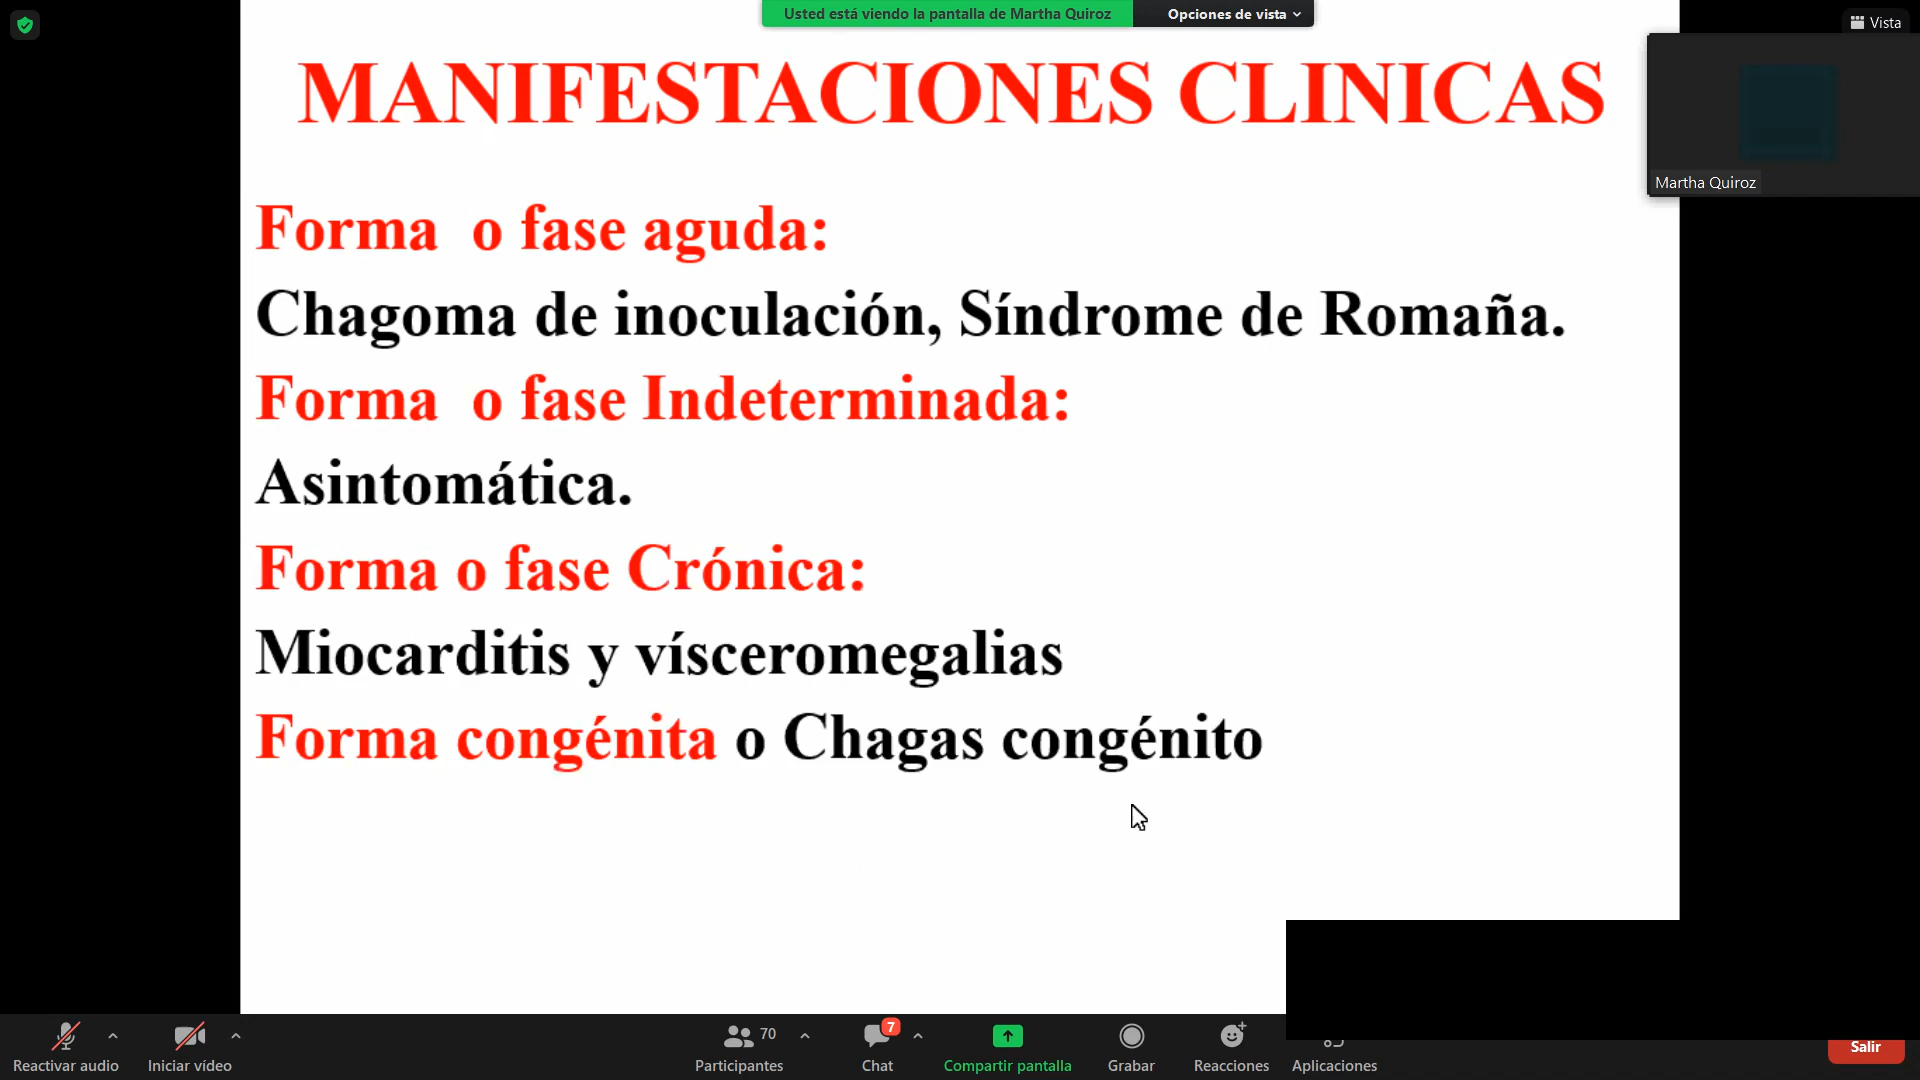 Usted está viendo la pantalla de Martha Quiroz
Opciones de vista
Vista
MANIFESTACIONES CLINICAS
Martha Quiroz
Forma o fase aguda:
Chagoma de inoculación, Síndrome de Romaña.
Forma o fase Indeterminada:
Asintomática.
Forma o fase Crónica:
Miocarditis y vísceromegalias
Forma congénita o Chagas congénito
70
7
Reactivar audio
Iniciar vídeo
Participantes
Chat
Compartir pantalla
Grabar
Reacciones
Aplicaciones
Salir